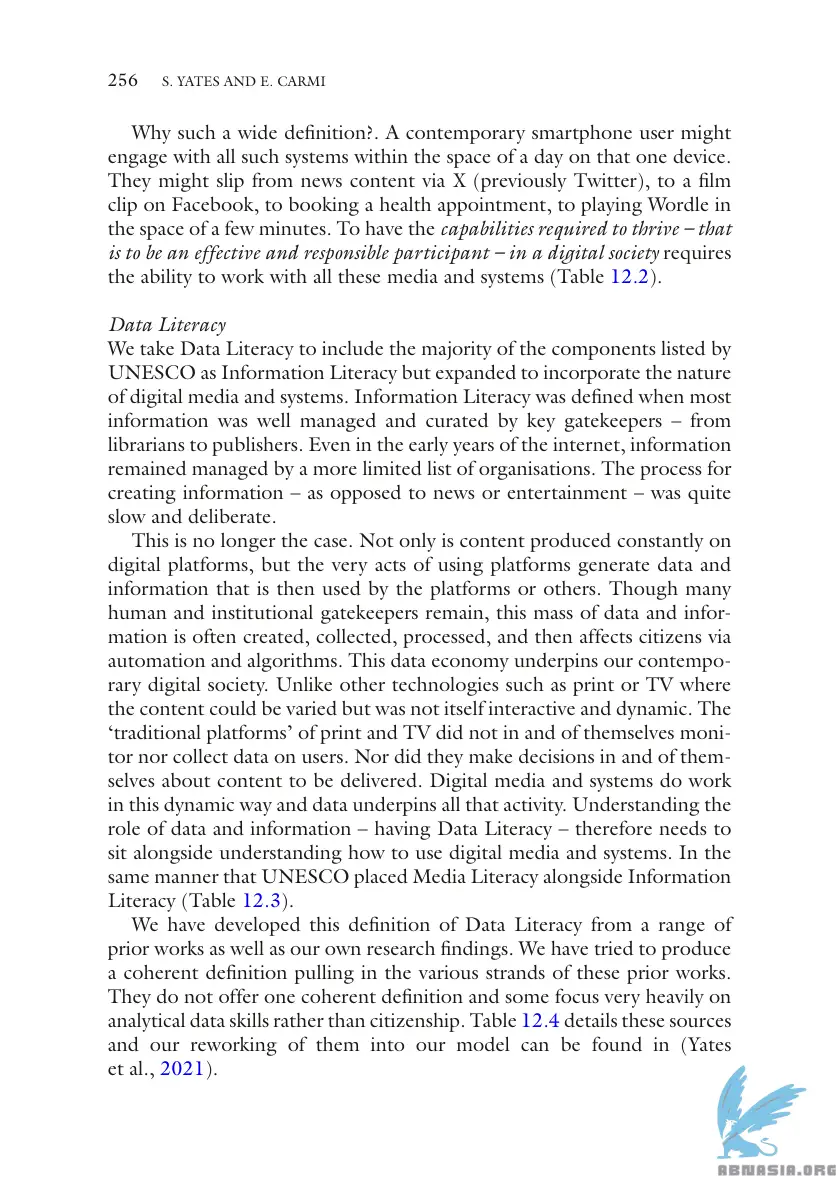 256 S. YATES AND E. CARMI
Why such a wide definition?. A contemporary smartphone user might
engage with all such systems within the space of a day on that one device.
They might slip from news content via X (previously Twitter), to a film
clip on Facebook, to booking a health appointment, to playing Wordle in
the space of a few minutes. To have the capabilities required to thrive – that
is to be an effective and responsible participant – in a digital society requires
the ability to work with all these media and systems (Table 12.2).
Data Literacy
We take Data Literacy to include the majority of the components listed by
UNESCO as Information Literacy but expanded to incorporate the nature
of digital media and systems. Information Literacy was defined when most
information was well managed and curated by key gatekeepers – from
librarians to publishers. Even in the early years of the internet, information
remained managed by a more limited list of organisations. The process for
creating information – as opposed to news or entertainment – was quite
slow and deliberate.
This is no longer the case. Not only is content produced constantly on
digital platforms, but the very acts of using platforms generate data and
information that is then used by the platforms or others. Though many
human and institutional gatekeepers remain, this mass of data and infor-
mation is often created, collected, processed, and then affects citizens via
automation and algorithms. This data economy underpins our contempo-
rary digital society. Unlike other technologies such as print or TV where
the content could be varied but was not itself interactive and dynamic. The
‘traditional platforms’ of print and TV did not in and of themselves moni-
tor nor collect data on users. Nor did they make decisions in and of them-
selves about content to be delivered. Digital media and systems do work
in this dynamic way and data underpins all that activity. Understanding the
role of data and information – having Data Literacy – therefore needs to
sit alongside understanding how to use digital media and systems. In the
same manner that UNESCO placed Media Literacy alongside Information
Literacy (Table 12.3).
We have developed this definition of Data Literacy from a range of
prior works as well as our own research findings. We have tried to produce
a coherent definition pulling in the various strands of these prior works.
They do not offer one coherent definition and some focus very heavily on
analytical data skills rather than citizenship. Table 12.4 details these sources
and our reworking of them into our model can be found in (Yates
et al., 2021).
ABNASIA.ORG